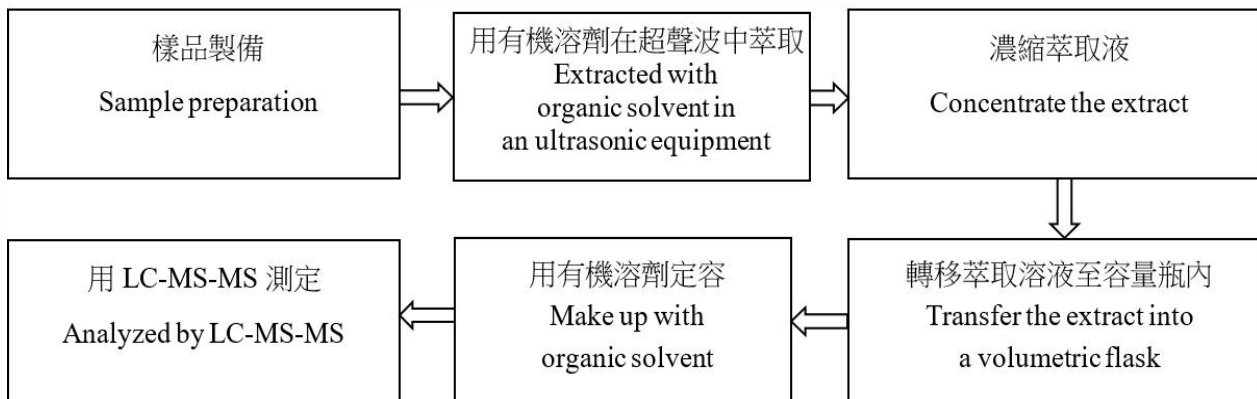 樣品製備
Sample preparation
用有機溶劑在超聲波中萃取
Extracted with
organic solvent in
an ultrasonic equipment
濃縮萃取液
Concentrate the extract
轉移萃取溶液至容量瓶內
Transfer the extract into
a volumetric flask
用有機溶劑定容
Make up with
organic solvent
用 LC-MS-MS 測定
Analyzed by LC-MS-MS